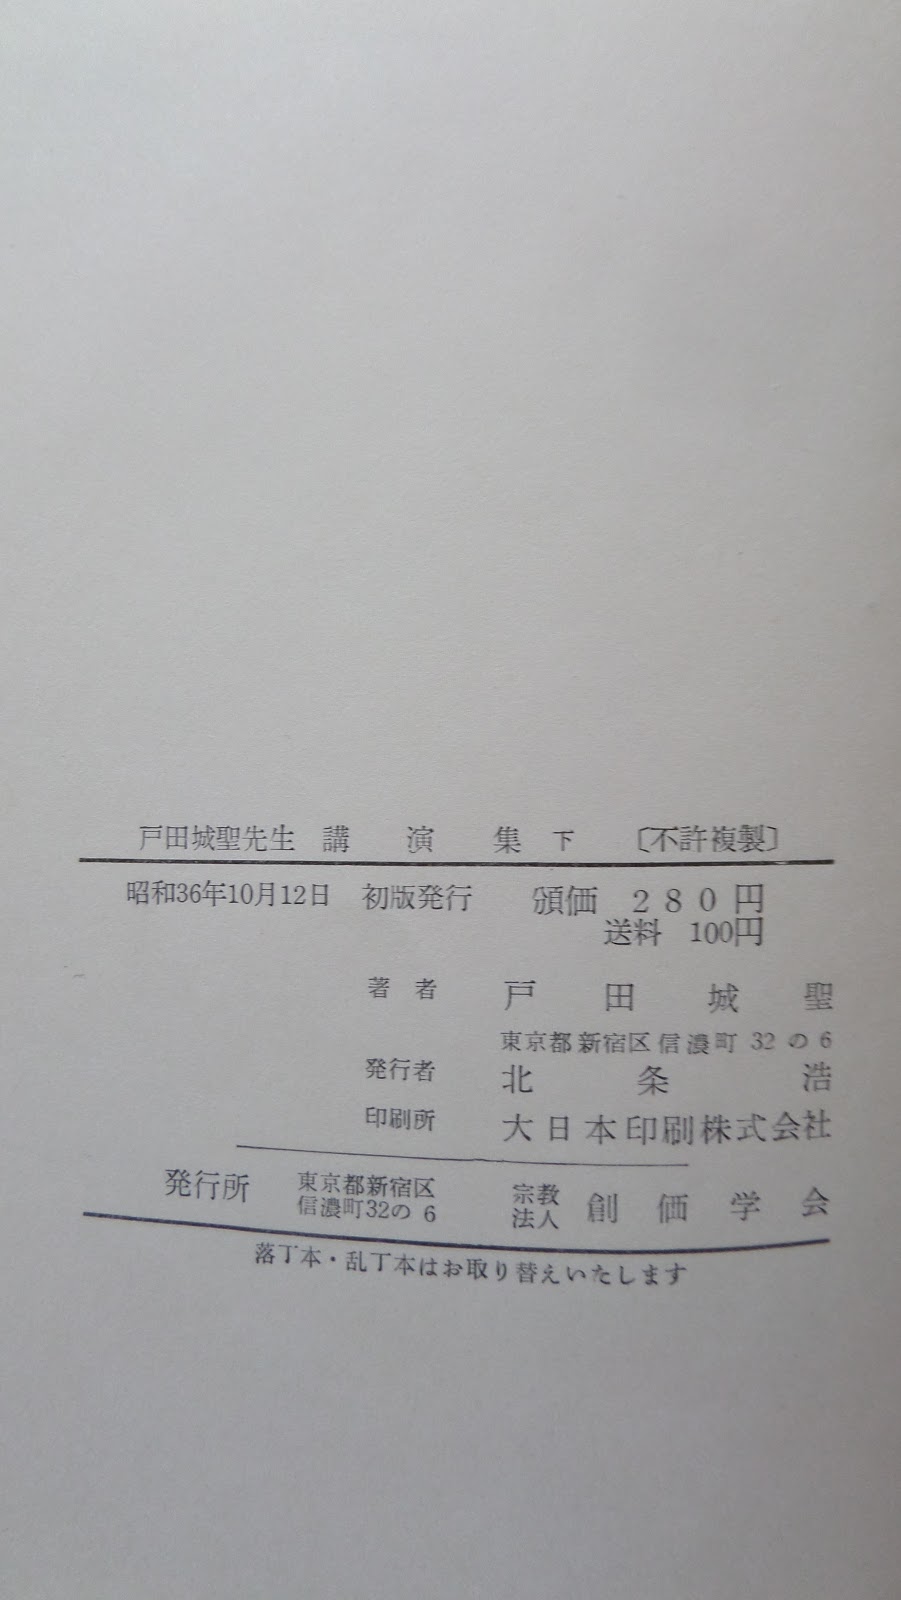 戸田城聖先生 講演集 下 〔不許複製〕
昭和36年10月12日 初版発行 頒価 280円
送料 100円
著者 戸田城聖
東京都新宿区信濃町32の6
発行者 北条浩
印刷所 大日本印刷株式会社
発行所 東京都新宿区信濃町32の6 宗教法人 創価学会
落丁本・乱丁本はお取り替えいたします